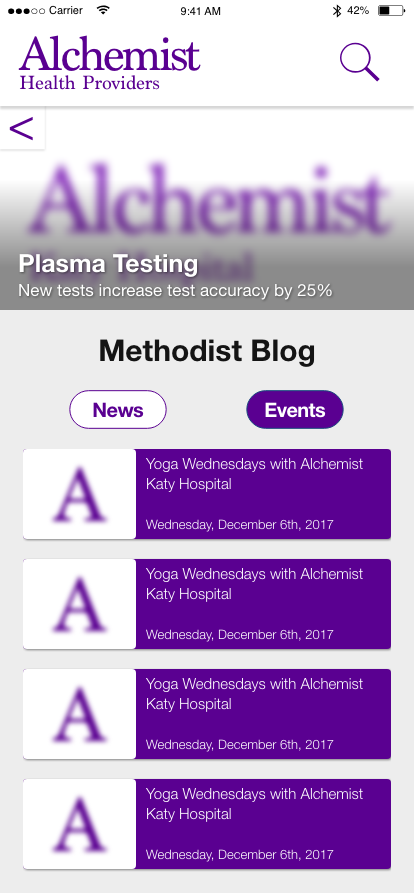 Carrier 9:41 AM 42%
Alchemist
Health Providers
<
Alchemist
Katy Hospital
Plasma Testing
New tests increase test accuracy by 25%
Methodist Blog
News Events
A
Yoga Wednesdays with Alchemist
Katy Hospital
Wednesday, December 6th, 2017
A
Yoga Wednesdays with Alchemist
Katy Hospital
Wednesday, December 6th, 2017
A
Yoga Wednesdays with Alchemist
Katy Hospital
Wednesday, December 6th, 2017
A
Yoga Wednesdays with Alchemist
Katy Hospital
Wednesday, December 6th, 2017